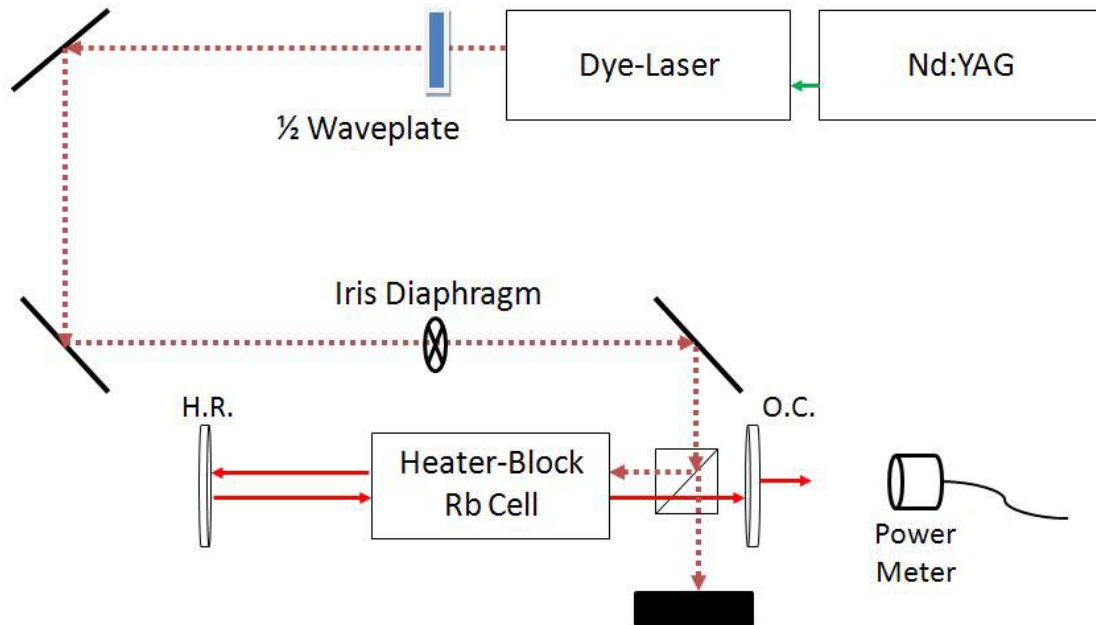 Dye-Laser
Nd:YAG
½ Waveplate
Iris Diaphragm
H.R.
O.C.
Heater-Block
Rb Cell
Power
Meter